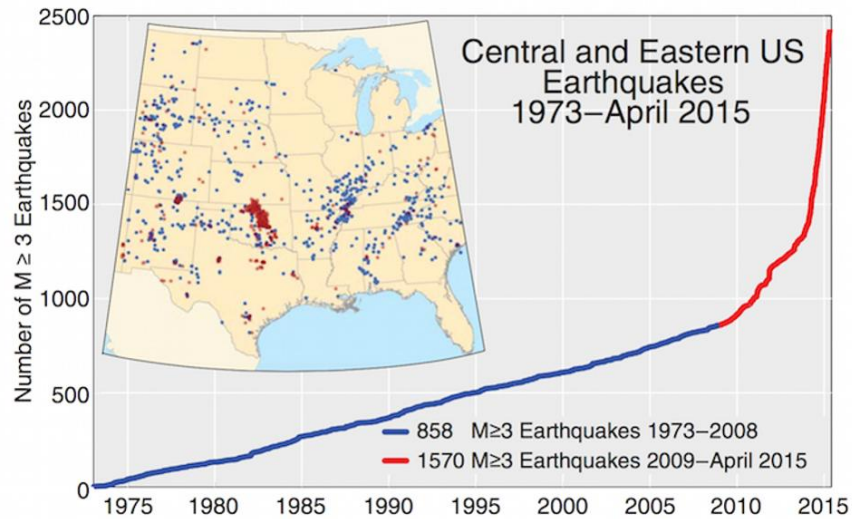 Central and Eastern US
Earthquakes
1973–April 2015
Number of M ≥ 3 Earthquakes
2500
2000
1500
1000
500
0
858 M≥3 Earthquakes 1973–2008
1570 M≥3 Earthquakes 2009–April 2015
1975 1980 1985 1990 1995 2000 2005 2010 2015